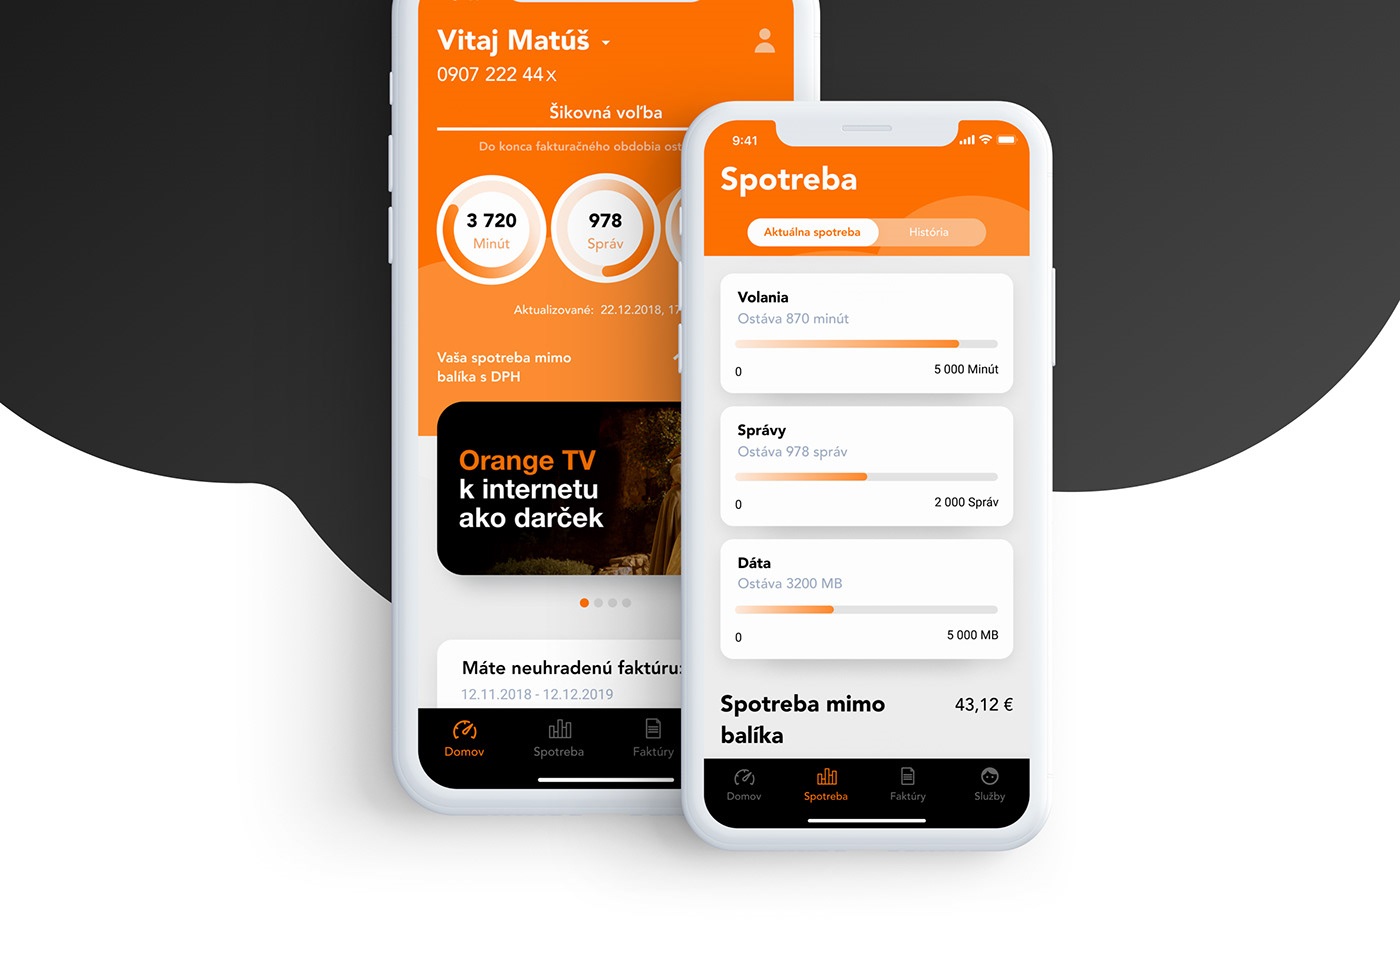 Vitaj Matúš
0907 222 44x
Šikovná voľba
Do konca fakturačného obdobia
3 720
Minút
978
Správ
Aktualizované: 22.12.2018,
Vaša spotreba mimo
balíka s DPH
Orange TV
k internetu
ako darček
Máte neuhradenú faktúru:
12.11.2018 - 12.12.2019
Domov
Spotreba
Faktúry
9:41
Spotreba
Aktuálna spotreba
História
Volania
Ostáva 870 minút
0
5 000 Minút
Správy
Ostáva 978 správ
0
2 000 Správ
Dáta
Ostáva 3200 MB
0
5 000 MB
Spotreba mimo
balíka
43,12 €
Domov
Spotreba
Faktúry
Služby